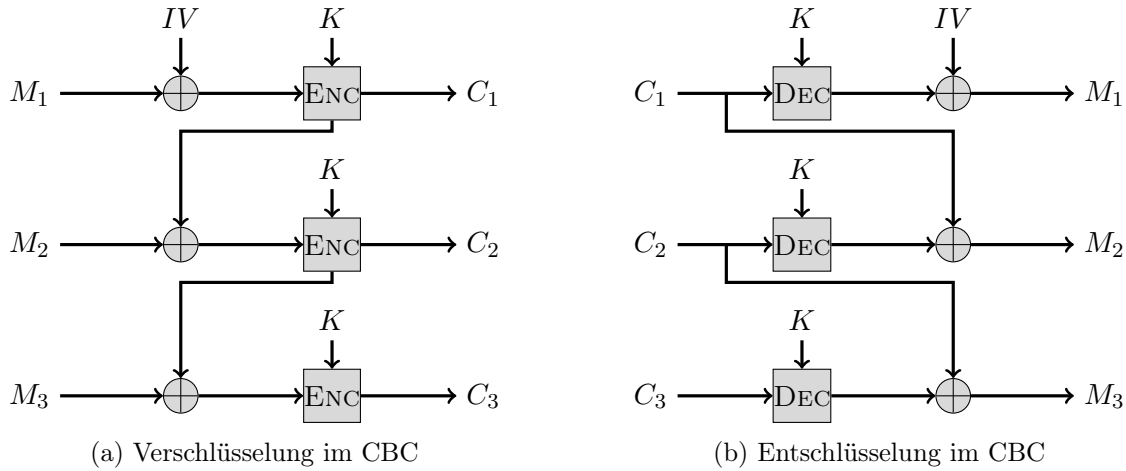 IV K
M₁ ENC C₁
K
M₂ ENC C₂
K
M₃ ENC C₃
(a) Verschlüsselung im CBC
K IV
C₁ DEC M₁
K
C₂ DEC M₂
K
C₃ DEC M₃
(b) Entschlüsselung im CBC